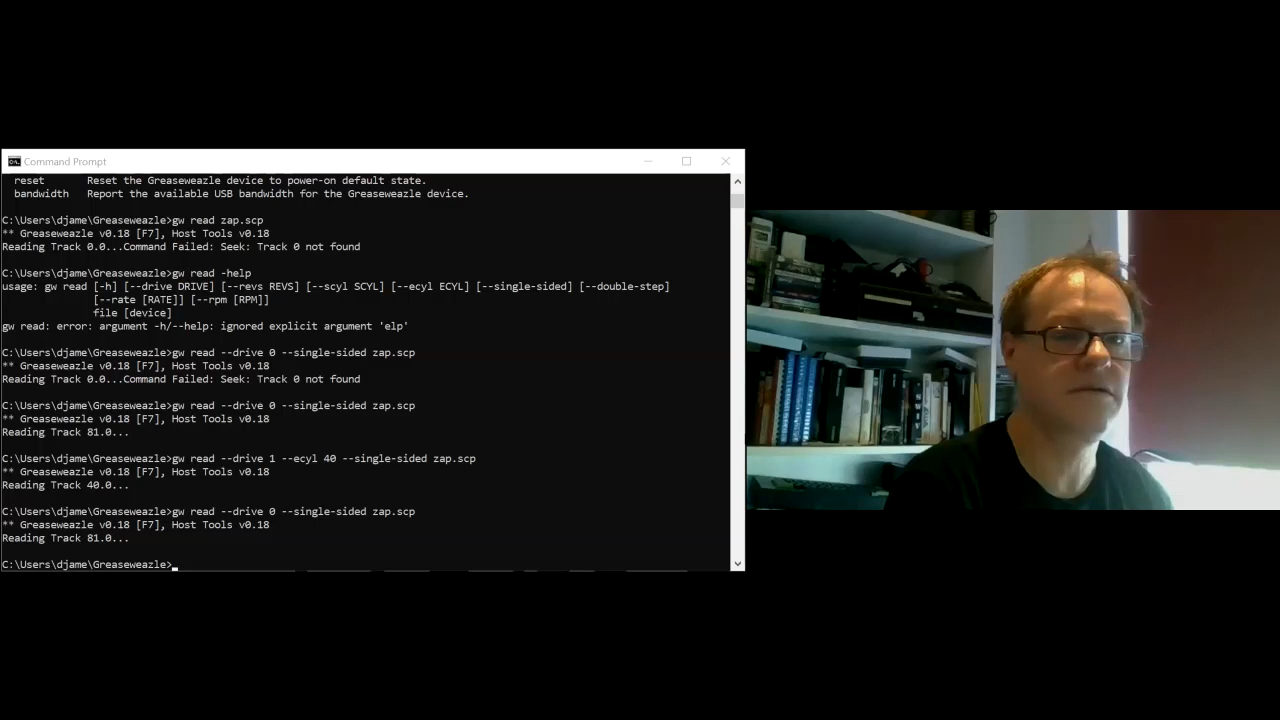 Command Prompt
reset Reset the Greaseweazle device to power-on default state.
bandwidth Report the available USB bandwidth for the Greaseweazle device.
C:\Users\djame\Greaseweazle>gw read zap.scp
** Greaseweazle v0.18 [F7], Host Tools v0.18
Reading Track 0.0...Command Failed: Seek: Track 0 not found
C:\Users\djame\Greaseweazle>gw read -help
usage: gw read [-h] [--drive DRIVE] [--revs REVS] [--scyl SCYL] [--ecyl ECYL] [--single-sided] [--double-step]
[--rate [RATE]] [--rpm [RPM]]
file [device]
gw read: error: argument -h/--help: ignored explicit argument 'elp'
C:\Users\djame\Greaseweazle>gw read --drive 0 --single-sided zap.scp
** Greaseweazle v0.18 [F7], Host Tools v0.18
Reading Track 0.0...Command Failed: Seek: Track 0 not found
C:\Users\djame\Greaseweazle>gw read --drive 0 --single-sided zap.scp
** Greaseweazle v0.18 [F7], Host Tools v0.18
Reading Track 81.0...
C:\Users\djame\Greaseweazle>gw read --drive 1 --ecyl 40 --single-sided zap.scp
** Greaseweazle v0.18 [F7], Host Tools v0.18
Reading Track 40.0...
C:\Users\djame\Greaseweazle>gw read --drive 0 --single-sided zap.scp
** Greaseweazle v0.18 [F7], Host Tools v0.18
Reading Track 81.0...
C:\Users\djame\Greaseweazle>